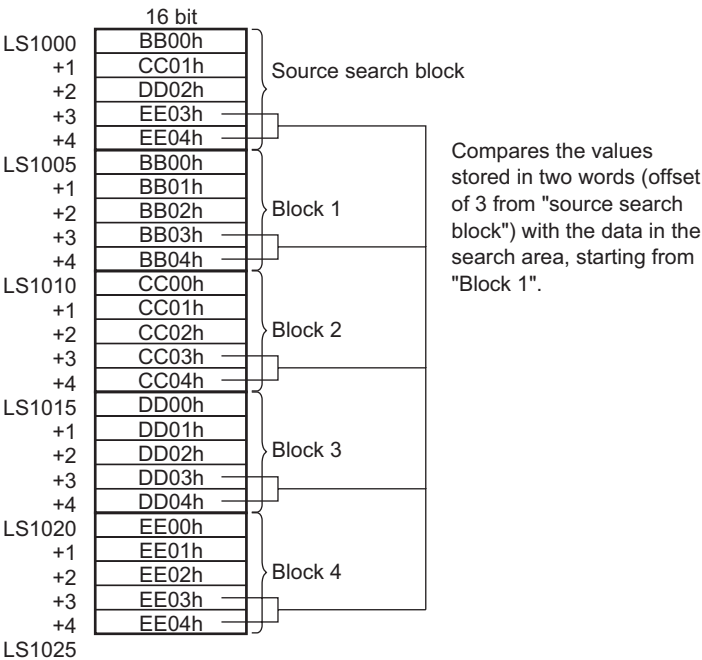 16 bit
LS1000 BB00h
+1 CC01h
Source search block
+2 DD02h
+3 EE03h
+4 EE04h
LS1005 BB00h
+1 BB01h
+2 BB02h
Block 1
+3 BB03h
+4 BB04h
LS1010 CC00h
+1 CC01h
+2 CC02h
Block 2
+3 CC03h
+4 CC04h
LS1015 DD00h
+1 DD01h
+2 DD02h
Block 3
+3 DD03h
+4 DD04h
LS1020 EE00h
+1 EE01h
+2 EE02h
Block 4
+3 EE03h
+4 EE04h
LS1025
Compares the values
stored in two words (offset
of 3 from "source search
block") with the data in the
search area, starting from
"Block 1".